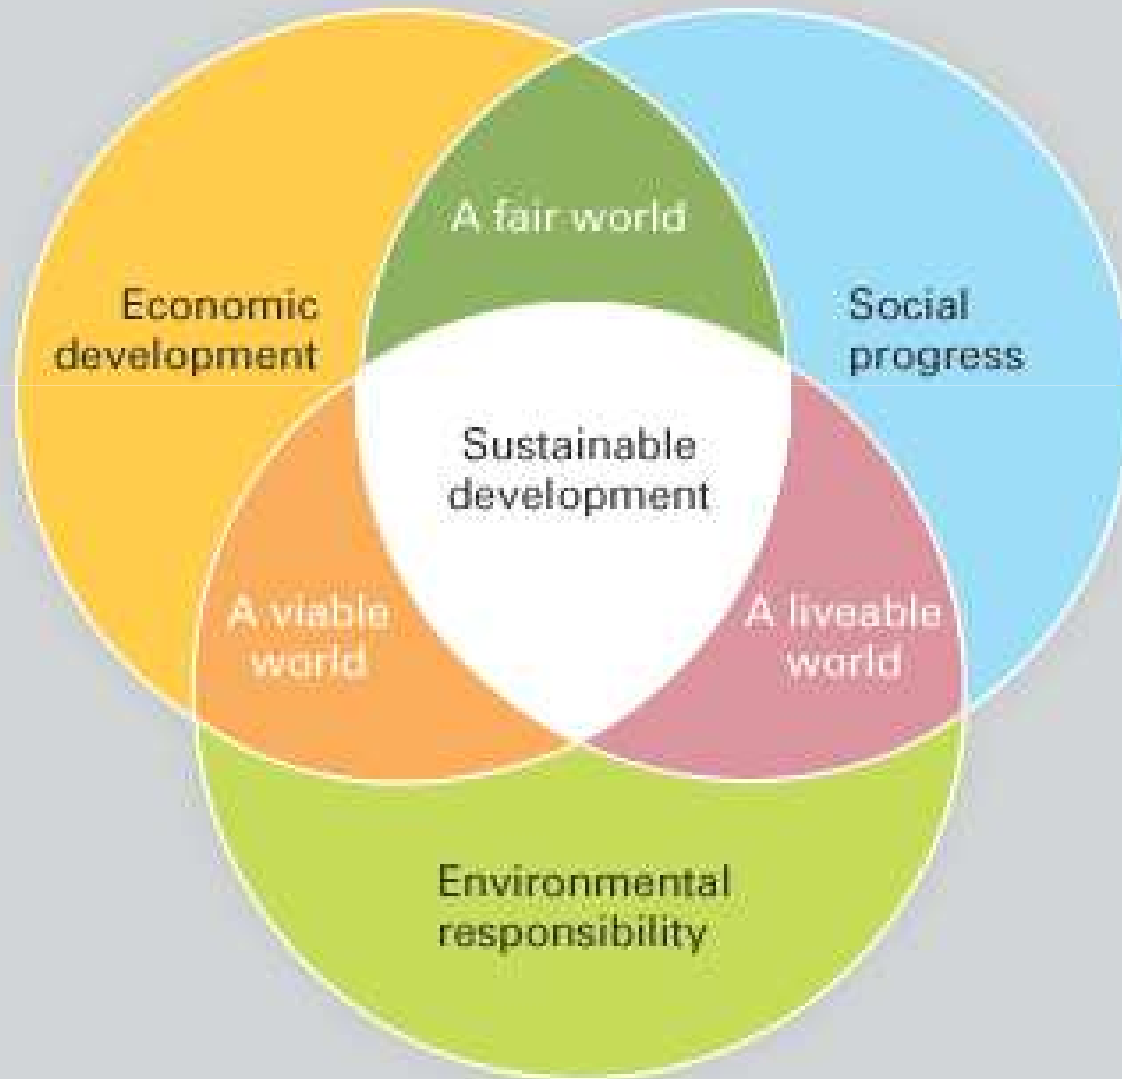 A fair world
Economic
development
Social
progress
Sustainable
development
A viable
world
A liveable
world
Environmental
responsibility